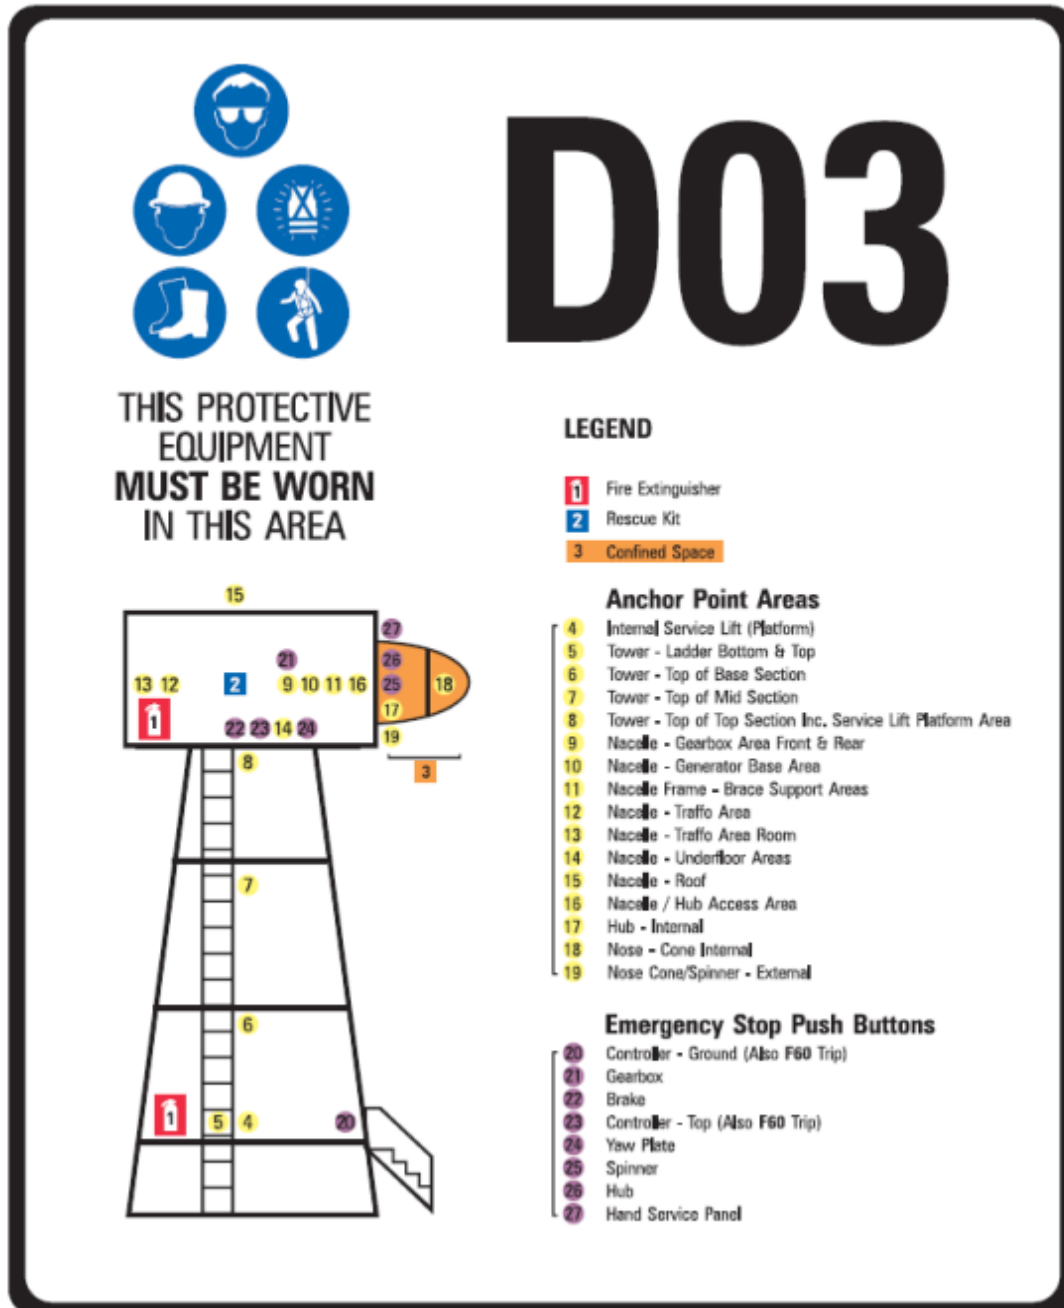 D03
THIS PROTECTIVE
EQUIPMENT
MUST BE WORN
IN THIS AREA
LEGEND
1 Fire Extinguisher
2 Rescue Kit
3 Confined Space
Anchor Point Areas
4 Internal Service Lift (Platform)
5 Tower - Ladder Bottom & Top
6 Tower - Top of Base Section
7 Tower - Top of Mid Section
8 Tower - Top of Top Section Inc. Service Lift Platform Area
9 Nacelle - Gearbox Area Front & Rear
10 Nacelle - Generator Base Area
11 Nacelle Frame - Brace Support Areas
12 Nacelle - Traffo Area
13 Nacelle - Traffo Area Room
14 Nacelle - Underfloor Areas
15 Nacelle - Roof
16 Nacelle / Hub Access Area
17 Hub - Internal
18 Nose - Cone Internal
19 Nose Cone/Spinner - External
Emergency Stop Push Buttons
20 Controller - Ground (Also F60 Trip)
21 Gearbox
22 Brake
23 Controller - Top (Also F60 Trip)
24 Yaw Plate
25 Spinner
26 Hub
27 Hand Service Panel
15
27
21 26
13 12 2 9 10 11 16 25 18
17
1 22 23 14 24 19
8 3
7
6
1 5 4 20